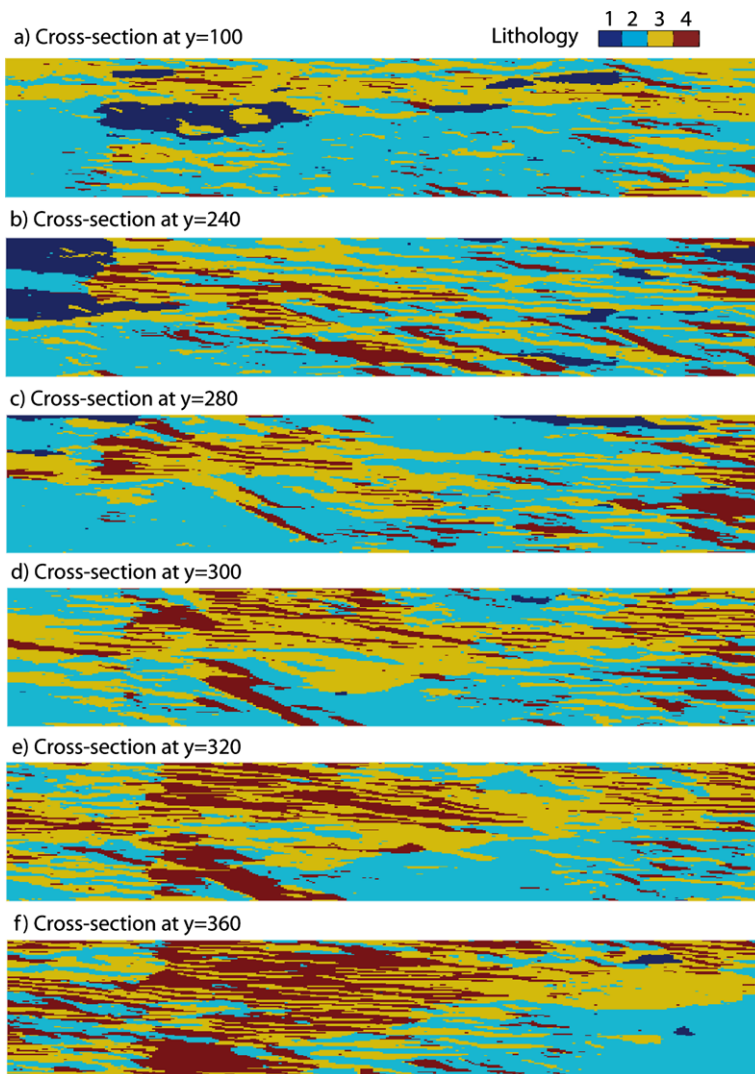 a) Cross-section at y=100
Lithology 1 2 3 4
b) Cross-section at y=240
c) Cross-section at y=280
d) Cross-section at y=300
e) Cross-section at y=320
f) Cross-section at y=360